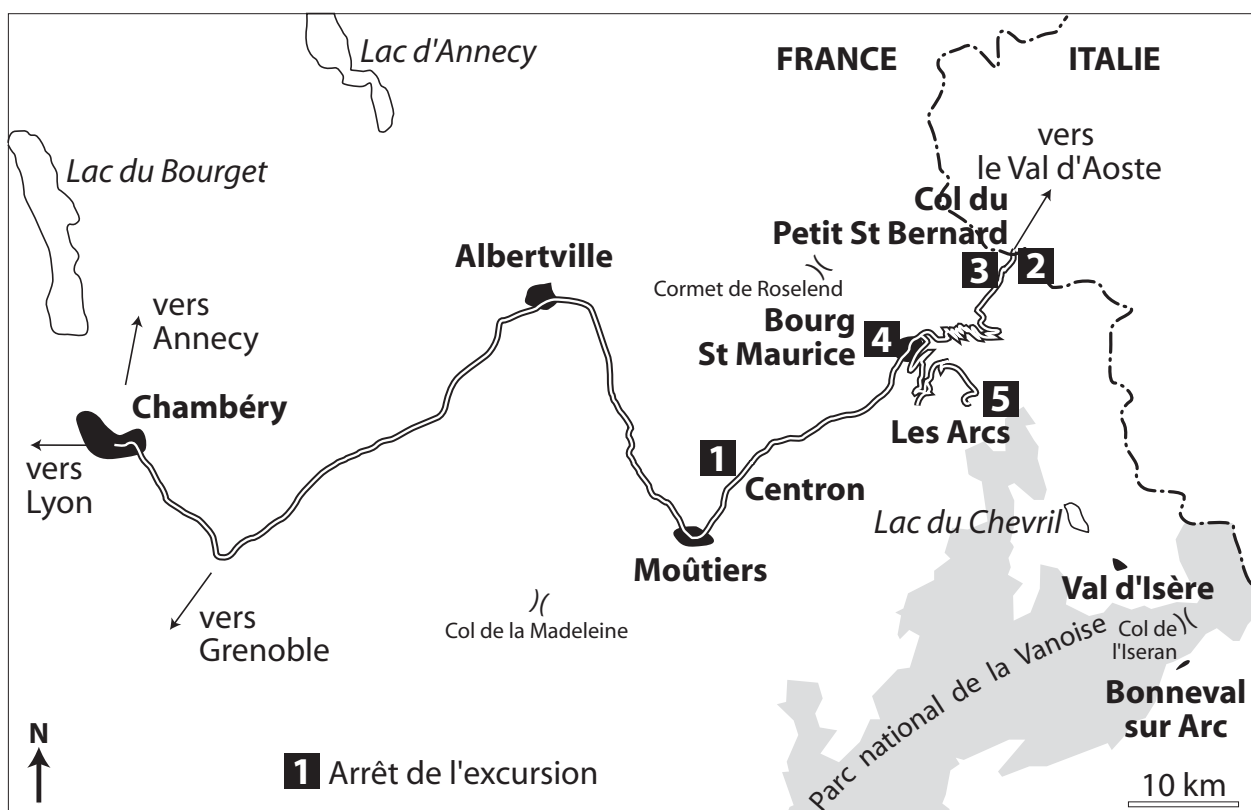 Lac d'Annecy
FRANCE
ITALIE
Lac du Bourget
vers
le Val d'Aoste
Col du
Petit St Bernard
3
2
Albertville
Cormet de Roselend
vers
Annecy
Bourg
St Maurice
4
Chambéry
5
Les Arcs
vers
Lyon
1
Centron
Lac du Chevril
Moûtiers
Val d'Isère
vers
Grenoble
Col de la Madeleine
Col de
l'Iseran
Parc national de la Vanoise
Bonneval
sur Arc
N
1 Arrêt de l'excursion
10 km